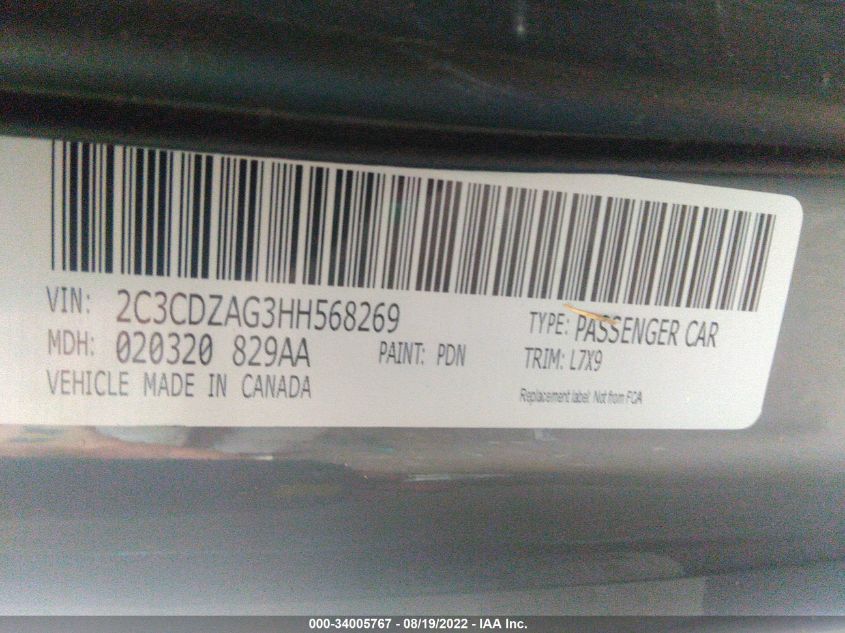 VIN: 2C3CDZAG3HH568269
MDH: 020320 829AA
PAINT: PDN
VEHICLE MADE IN CANADA
TYPE: PASSENGER CAR
TRIM: L7X9
Replacement label: Not from FCA
000-34005767 - 08/19/2022 - IAA Inc.